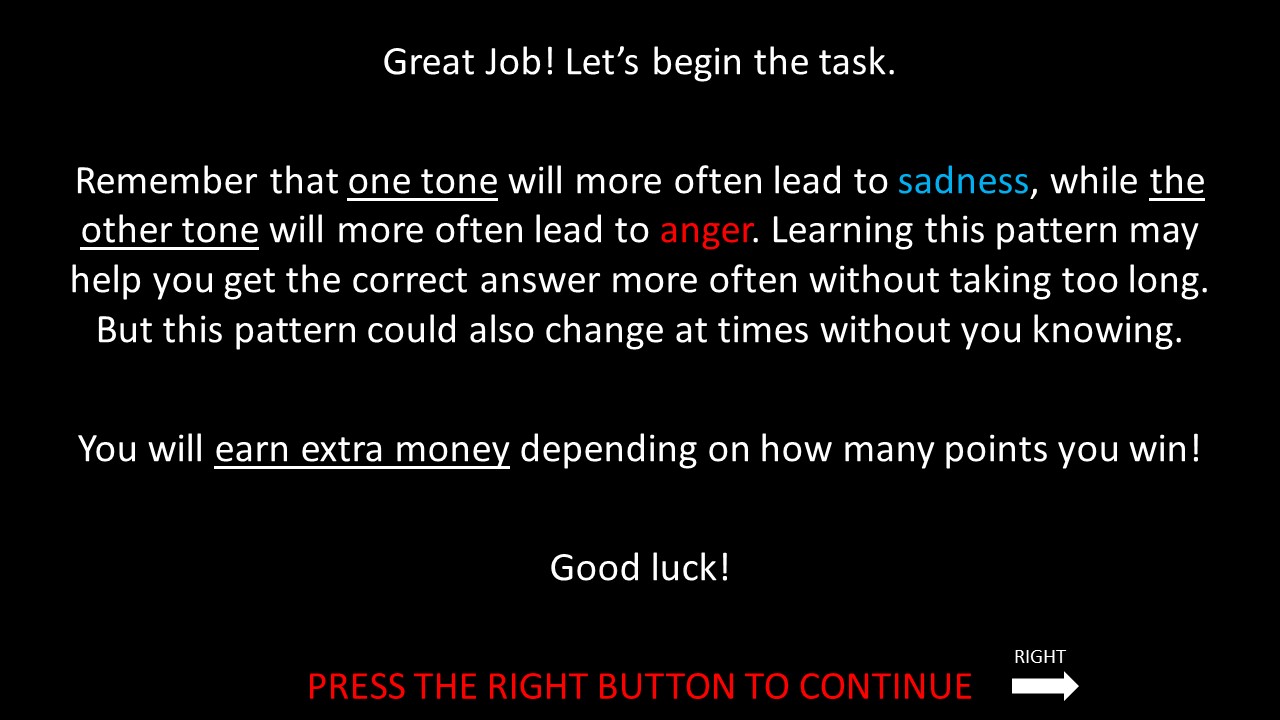 Great Job! Let’s begin the task.
Remember that one tone will more often lead to sadness, while the
other tone will more often lead to anger. Learning this pattern may
help you get the correct answer more often without taking too long.
But this pattern could also change at times without you knowing.
You will earn extra money depending on how many points you win!
Good luck!
RIGHT
PRESS THE RIGHT BUTTON TO CONTINUE